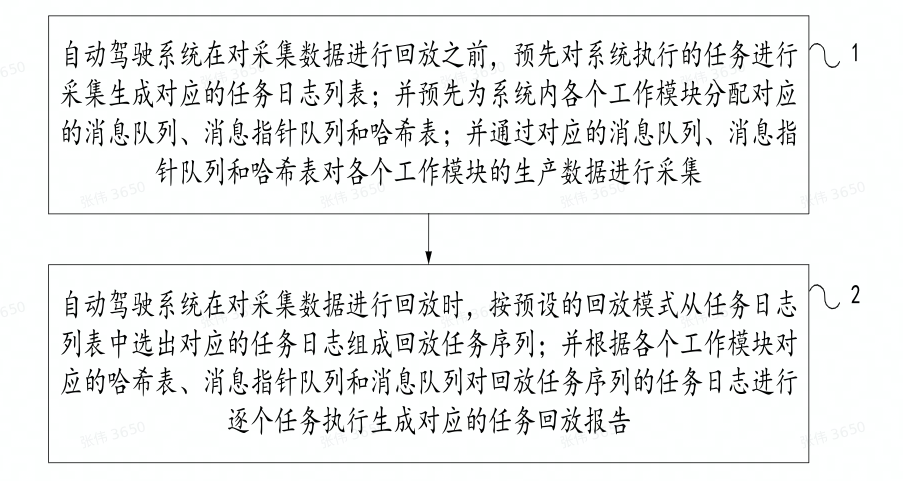 自动驾驶系统在对采集数据进行回放之前，预先对系统执行的任务进行
采集生成对应的任务日志列表；并预先为系统内各个工作模块分配对应
的消息队列、消息指针队列和哈希表；并通过对应的消息队列、消息指
针队列和哈希表对各个工作模块的生产数据进行采集
1
自动驾驶系统在对采集数据进行回放时，按预设的回放模式从任务日志
列表中选出对应的任务日志组成回放任务序列；并根据各个工作模块对
应的哈希表、消息指针队列和消息队列对回放任务序列的任务日志进行
逐个任务执行生成对应的任务回放报告
2
张伟 3650